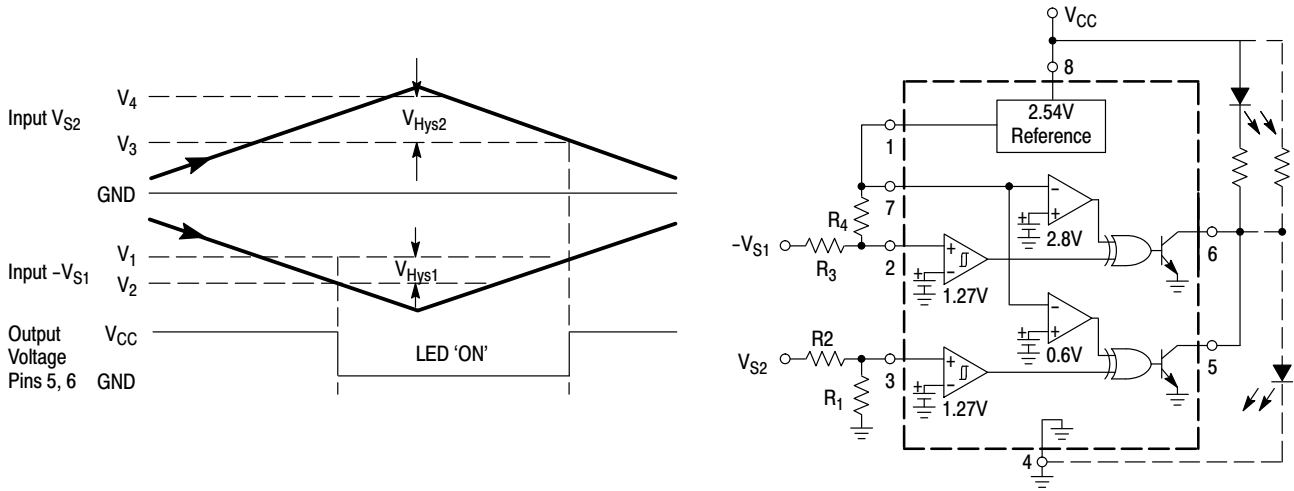 Input VS2
V4
VHys2
V3
GND
Input –VS1
V1
VHys1
V2
Output
Voltage
Pins 5, 6
VCC
LED ‘ON’
GND
VCC
8
2.54V
Reference
1
7
R4
–
+
+
2.8V
6
–VS1
R3
2
+
–
+
1.27V
–
+
+
0.6V
5
VS2
R2
3
+
–
+
1.27V
R1
4